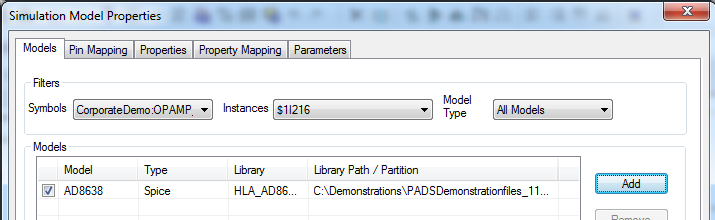 Simulation Model Properties
Models Pin Mapping Properties Property Mapping Parameters
Filters
Symbols CorporateDemo:OPAMP_ Instances $1I216 Model Type All Models
Models
Model Type Library Library Path / Partition
AD8638 Spice HLA_AD86... C:\Demonstrations\PADSDemonstrationfiles_11...
Add
Remove